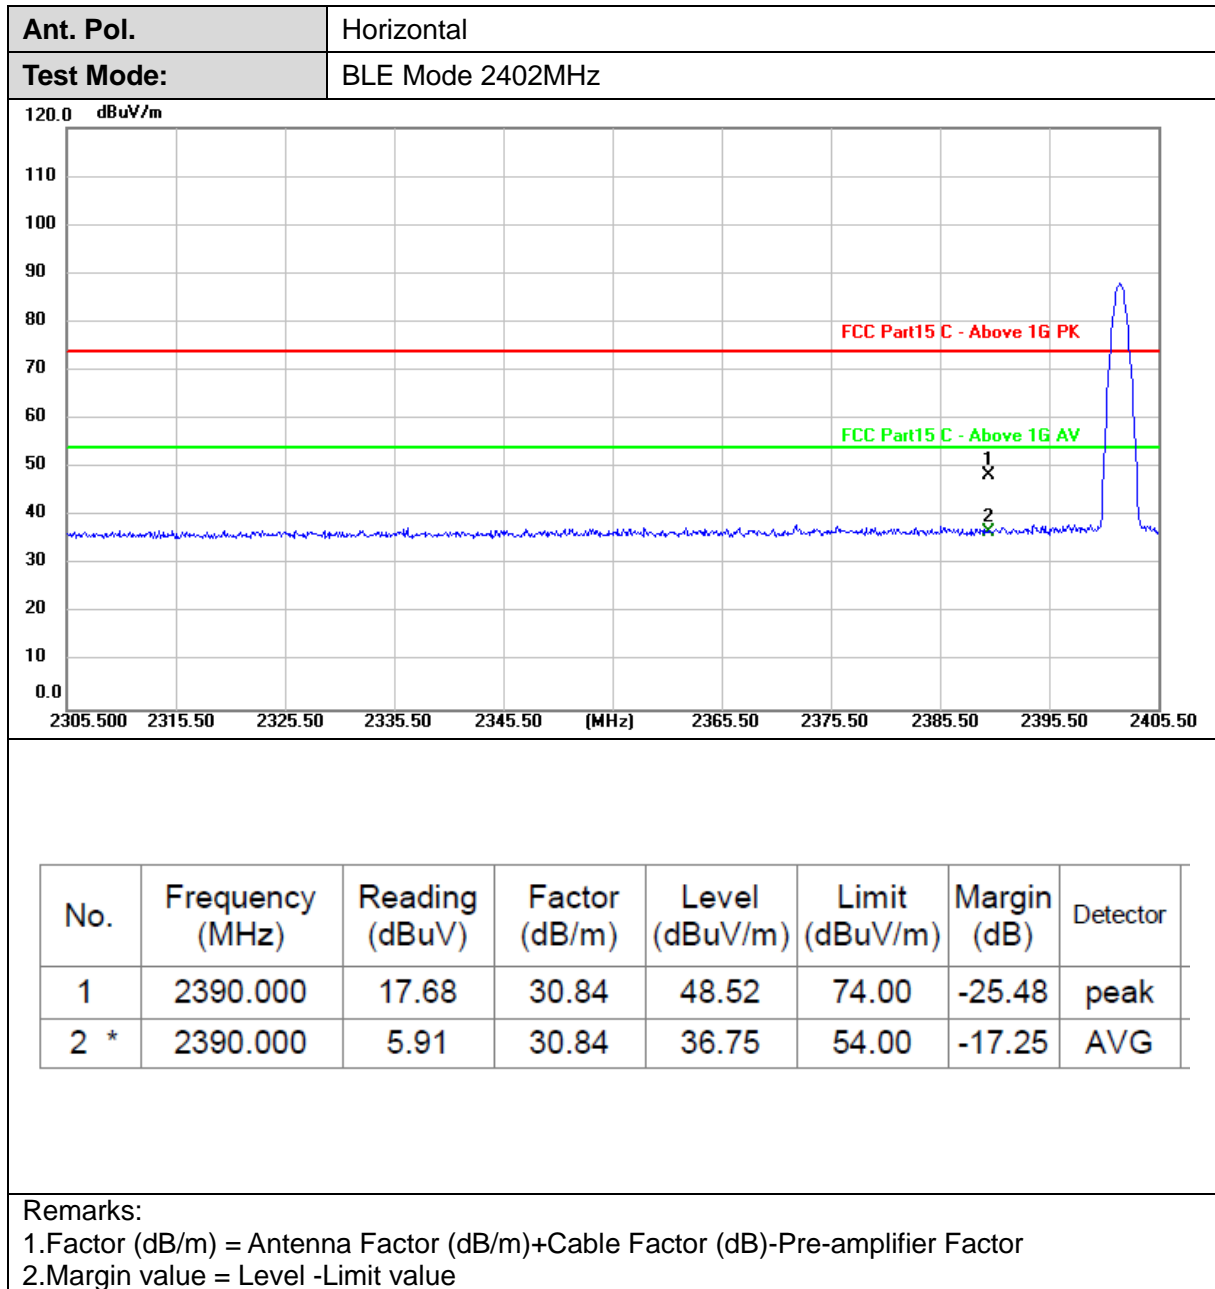 Ant. Pol. Horizontal
Test Mode: BLE Mode 2402MHz
120.0 dBuV/m
110
100
90
80
FCC Part15 C - Above 1G PK
70
60
FCC Part15 C - Above 1G AV
50
1
40
2
30
20
10
0.0
2305.500 2315.50 2325.50 2335.50 2345.50 (MHz) 2365.50 2375.50 2385.50 2395.50 2405.50
No. Frequency (MHz) Reading (dBuV) Factor (dB/m) Level (dBuV/m) Limit (dBuV/m) Margin (dB) Detector
1 2390.000 17.68 30.84 48.52 74.00 -25.48 peak
2 * 2390.000 5.91 30.84 36.75 54.00 -17.25 AVG
Remarks:
1.Factor (dB/m) = Antenna Factor (dB/m)+Cable Factor (dB)-Pre-amplifier Factor
2.Margin value = Level -Limit value